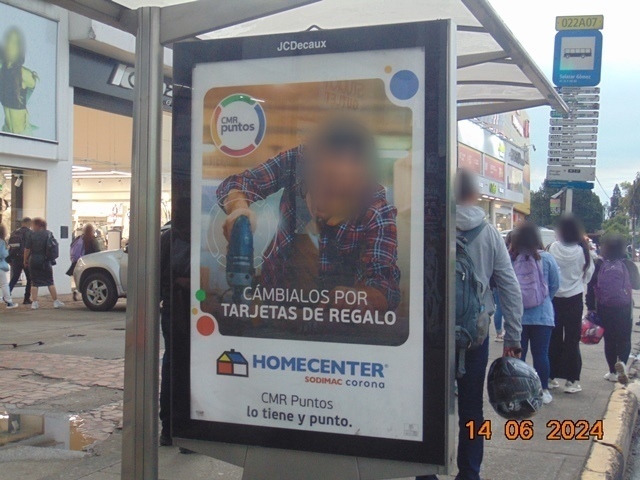 JCDecaux
022A07
CMR
puntos
CÁMBIALOS POR
TARJETAS DE REGALO
HOMECENTER
SODIMAC corona
CMR Puntos
lo tiene y punto.
14 06 2024